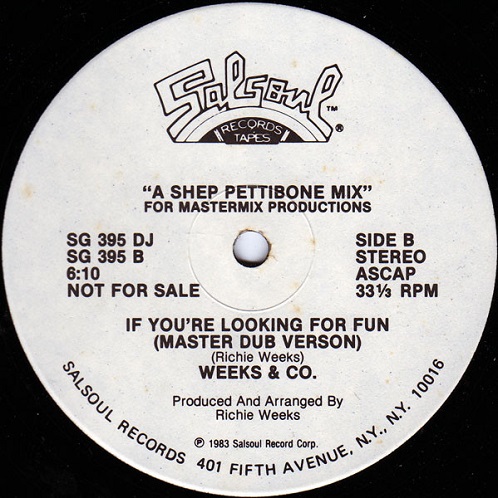 Salsoul ™
RECORDS ®
TAPES
"A SHEP PETTIBONE MIX"
FOR MASTERMIX PRODUCTIONS
SG 395 DJ
SG 395 B
6:10
NOT FOR SALE
SIDE B
STEREO
ASCAP
33⅓ RPM
IF YOU'RE LOOKING FOR FUN
(MASTER DUB VERSON)
(Richie Weeks)
WEEKS & CO.
Produced and Arranged By
Richie Weeks
℗ 1983 Salsoul Record Corp.
SALSOUL RECORDS 401 FIFTH AVENUE, N.Y., N.Y. 10016